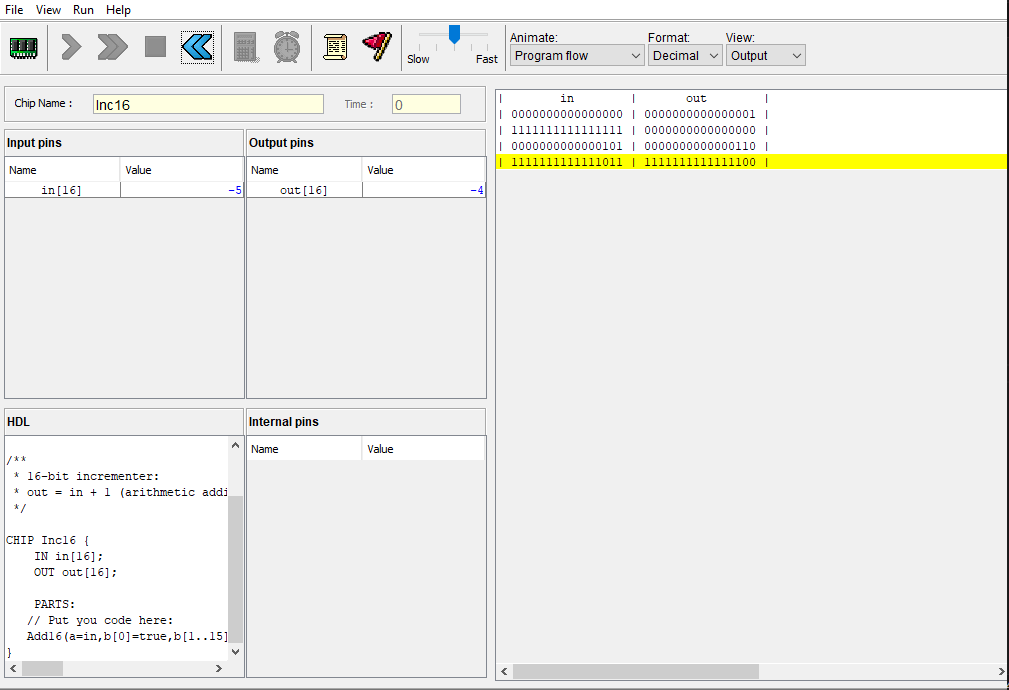 File View Run Help
Animate: Format: View:
Slow Fast Program flow Decimal Output
Chip Name : Inc16 Time : 0
Input pins
Name Value
in[16] -5
Output pins
Name Value
out[16] -4
| in | out |
| 0000000000000000 | 0000000000000001 |
| 1111111111111111 | 0000000000000000 |
| 0000000000000101 | 0000000000000110 |
| 1111111111111011 | 1111111111111100 |
HDL
/**
* 16-bit incrementer:
* out = in + 1 (arithmetic addi
*/
CHIP Inc16 {
IN in[16];
OUT out[16];
PARTS:
// Put you code here:
Add16(a=in,b[0]=true,b[1..15]
}
Internal pins
Name Value